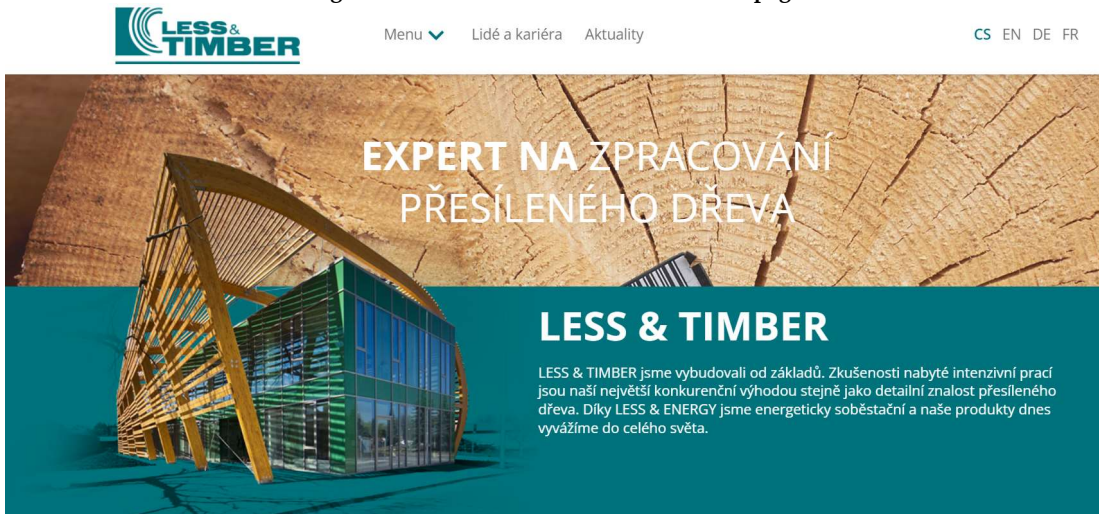 LESS &
TIMBER
Menu Lidé a kariéra Aktuality
CS EN DE FR
EXPERT NA ZPRACOVÁNÍ
PŘESÍLENÉHO DŘEVA
LESS & TIMBER
LESS & TIMBER jsme vybudovali od základů. Zkušenosti nabyté intenzivní prací
jsou naší největší konkurenční výhodou stejně jako detailní znalost přesíleného
dřeva. Díky LESS & ENERGY jsme energeticky soběstační a naše produkty dnes
vyvážíme do celého světa.